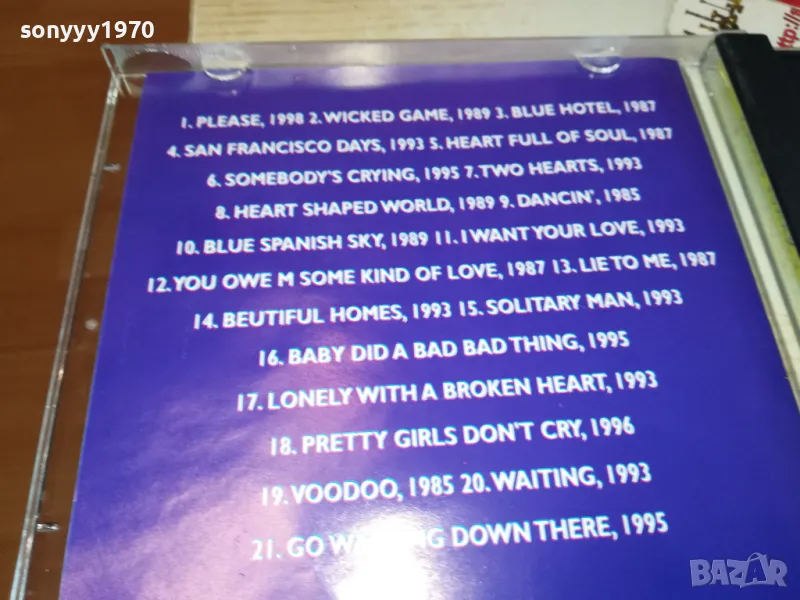 sonyyy1970
http://s
1. PLEASE, 1998 2. WICKED GAME, 1989 3. BLUE HOTEL, 1987
4. SAN FRANCISCO DAYS, 1993 5. HEART FULL OF SOUL, 1987
6. SOMEBODY'S CRYING, 1995 7. TWO HEARTS, 1993
8. HEART SHAPED WORLD, 1989 9. DANCIN', 1985
10. BLUE SPANISH SKY, 1989 11. I WANT YOUR LOVE, 1993
12. YOU OWE M SOME KIND OF LOVE, 1987 13. LIE TO ME, 1987
14. BEUTIFUL HOMES, 1993 15. SOLITARY MAN, 1993
16. BABY DID A BAD BAD THING, 1995
17. LONELY WITH A BROKEN HEART, 1993
18. PRETTY GIRLS DON'T CRY, 1996
19. VOODOO, 1985 20. WAITING, 1993
21. GO DOWN THERE, 1995
BAZAR